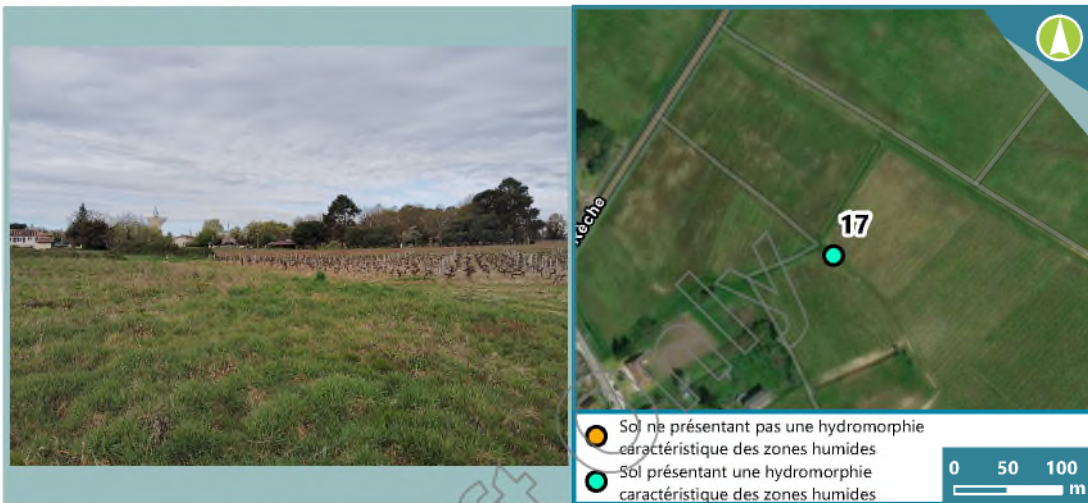 17
Sol ne présentant pas une hydromorphie
caractéristique des zones humides
Sol présentant une hydromorphie
caractéristique des zones humides
0 50 100
m